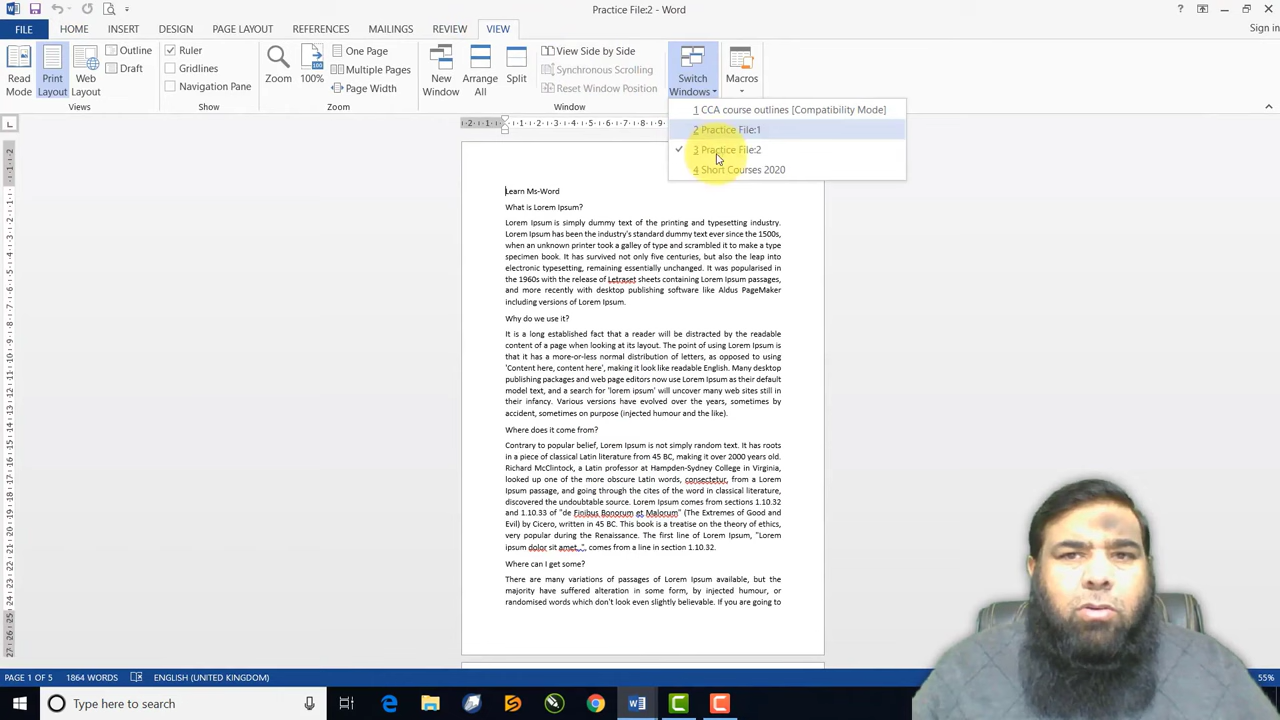 Practice File:2 - Word
Sign in
FILE HOME INSERT DESIGN PAGE LAYOUT REFERENCES MAILINGS REVIEW VIEW
Read Mode
Print Layout
Web Layout
Outline
Draft
Views
Ruler
Gridlines
Navigation Pane
Show
Zoom
100%
One Page
Multiple Pages
Page Width
Zoom
New Window
Arrange All
Split
View Side by Side
Synchronous Scrolling
Reset Window Position
Window
Switch Windows
Macros
1 CCA course outlines [Compatibility Mode]
2 Practice File:1
3 Practice File:2
4 Short Courses 2020
Learn Ms-Word
What is Lorem Ipsum?
Lorem Ipsum is simply dummy text of the printing and typesetting industry.
Lorem Ipsum has been the industry's standard dummy text ever since the 1500s,
when an unknown printer took a galley of type and scrambled it to make a type
specimen book. It has survived not only five centuries, but also the leap into
electronic typesetting, remaining essentially unchanged. It was popularised in
the 1960s with the release of Letraset sheets containing Lorem Ipsum passages,
and more recently with desktop publishing software like Aldus PageMaker
including versions of Lorem Ipsum.
Why do we use it?
It is a long established fact that a reader will be distracted by the readable
content of a page when looking at its layout. The point of using Lorem Ipsum is
that it has a more-or-less normal distribution of letters, as opposed to using
'Content here, content here', making it look like readable English. Many desktop
publishing packages and web page editors now use Lorem Ipsum as their default
model text, and a search for 'lorem ipsum' will uncover many web sites still in
their infancy. Various versions have evolved over the years, sometimes by
accident, sometimes on purpose (injected humour and the like).
Where does it come from?
Contrary to popular belief, Lorem Ipsum is not simply random text. It has roots
in a piece of classical Latin literature from 45 BC, making it over 2000 years old.
Richard McClintock, a Latin professor at Hampden-Sydney College in Virginia,
looked up one of the more obscure Latin words, consectetur, from a Lorem
Ipsum passage, and going through the cites of the word in classical literature,
discovered the undoubtable source. Lorem Ipsum comes from sections 1.10.32
and 1.10.33 of "de Finibus Bonorum et Malorum" (The Extremes of Good and
Evil) by Cicero, written in 45 BC. This book is a treatise on the theory of ethics,
very popular during the Renaissance. The first line of Lorem Ipsum, "Lorem
ipsum dolor sit amet..", comes from a line in section 1.10.32.
Where can I get some?
There are many variations of passages of Lorem Ipsum available, but the
majority have suffered alteration in some form, by injected humour, or
randomised words which don't look even slightly believable. If you are going to
PAGE 1 OF 5 1864 WORDS ENGLISH (UNITED KINGDOM)
55%
Type here to search